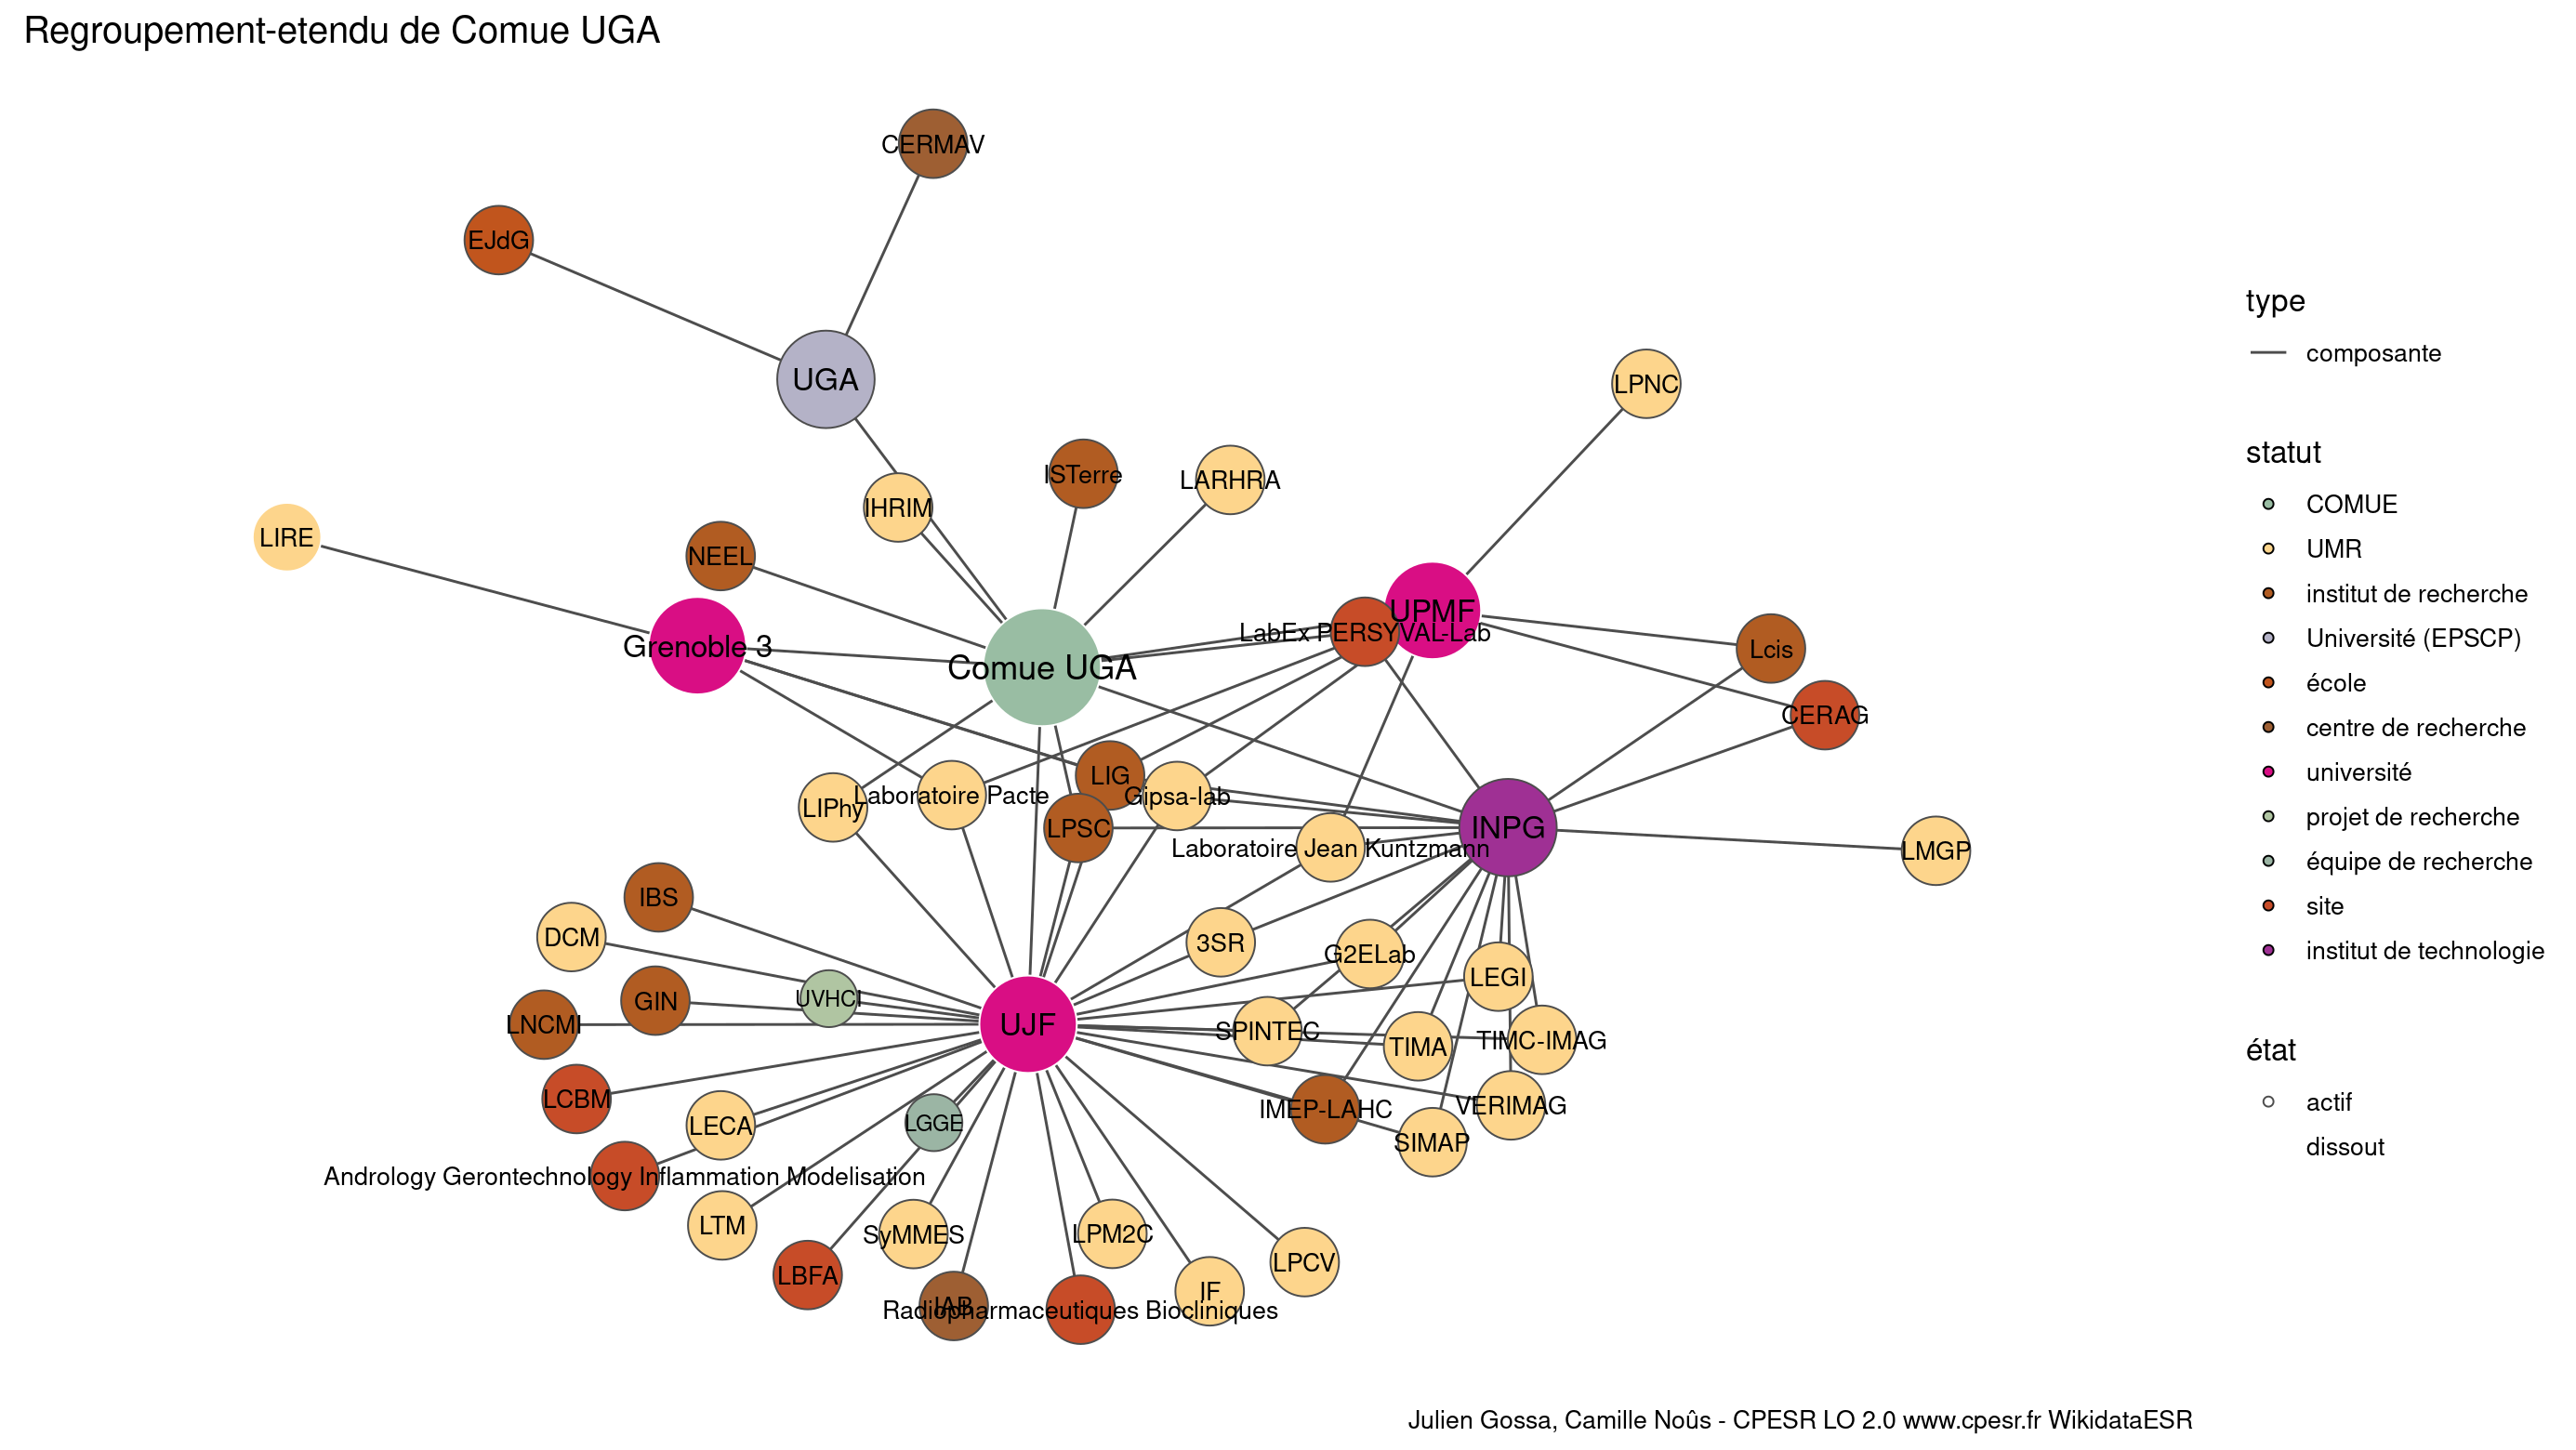 Regroupement-etendu de Comue UGA
CERMAV
EJdG
UGA
LPNC
ISTerre
LARHRA
IHRIM
LIRE
NEEL
UPMF
LabEx PERSYVAL-Lab
Grenoble 3
Lcis
Comue UGA
CERAG
LIG
Laboratoire Pacte
Gipsa-lab
LIPhy
LPSC
INPG
Laboratoire Jean Kuntzmann
LMGP
IBS
DCM
3SR
G2ELab
LEGI
UVHCI
GIN
LNCMI
UJF
SPINTEC
TIMC-IMAG
TIMA
LCBM
VERIMAG
IMEP-LAHC
LGGE
LECA
SIMAP
Andrology Gerontechnology Inflammation Modelisation
LTM
SyMMES
LPM2C
LPCV
LBFA
IF
IAB
Radiopharmaceutiques Biocliniques
type
composante
statut
COMUE
UMR
institut de recherche
Université (EPSCP)
école
centre de recherche
université
projet de recherche
équipe de recherche
site
institut de technologie
état
actif
dissout
Julien Gossa, Camille Noûs - CPESR LO 2.0 www.cpesr.fr WikidataESR